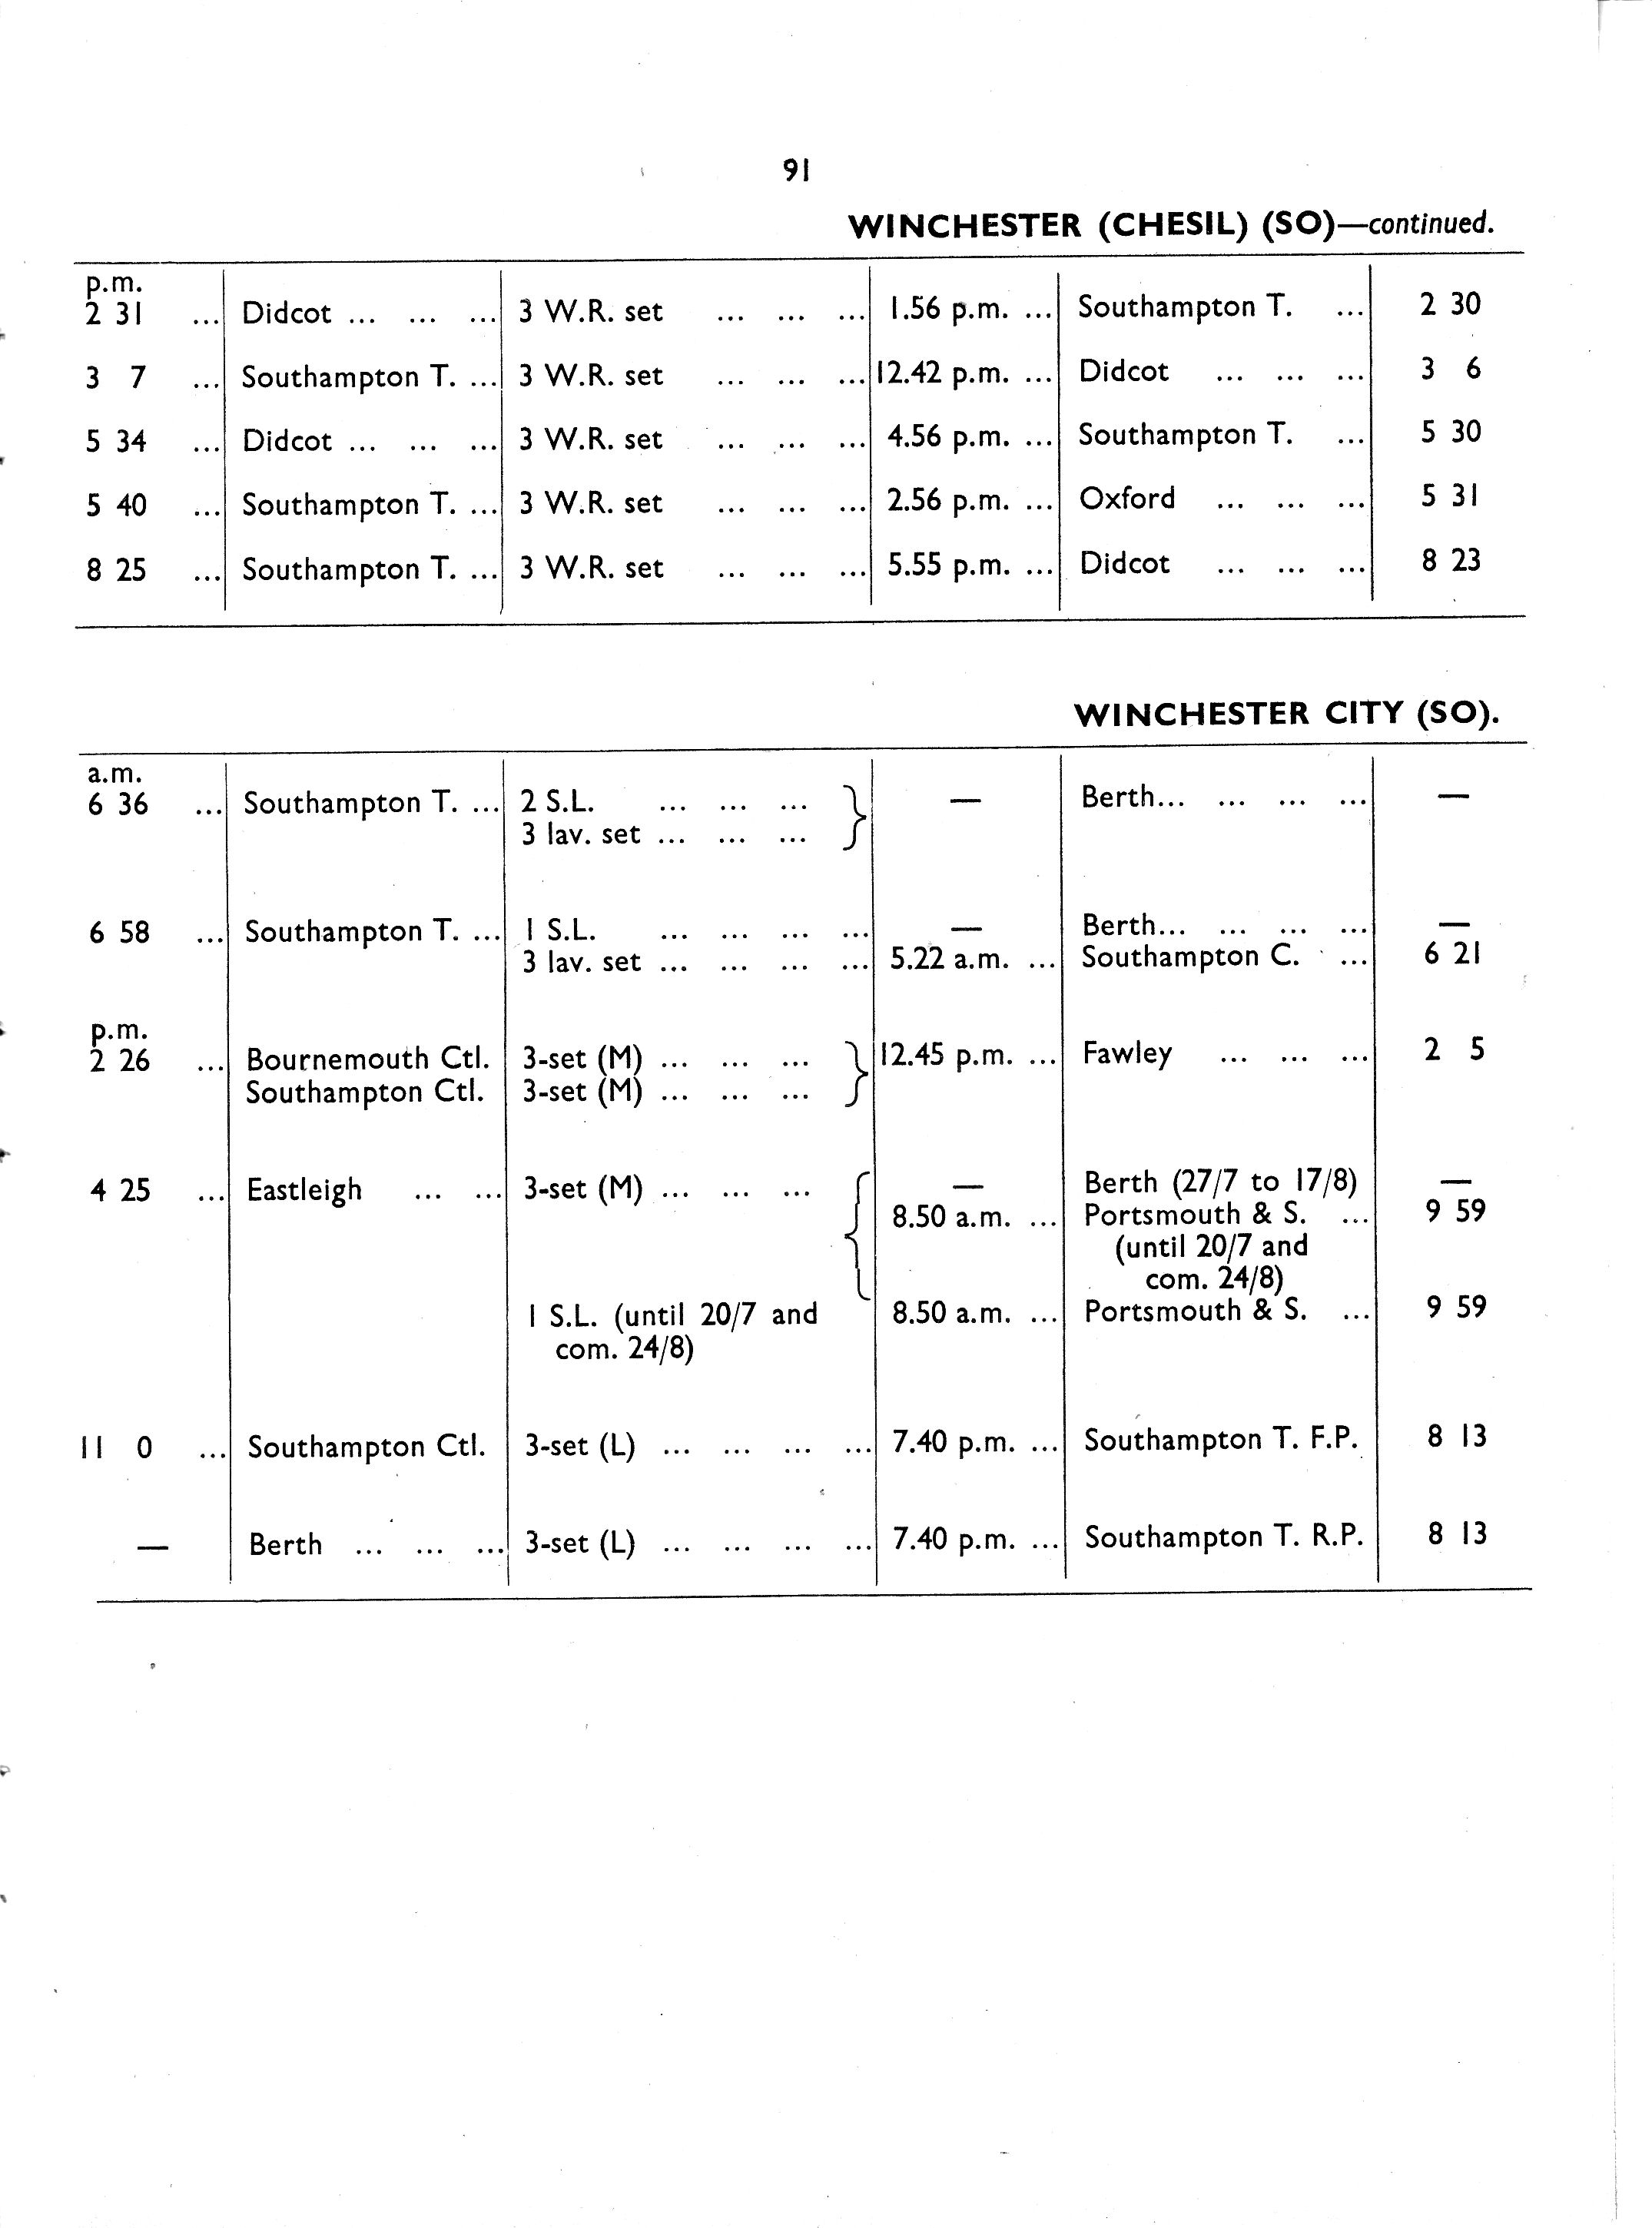 91
WINCHESTER (CHESIL) (SO)—continued.
p.m.
2 31 ... Didcot ... ... ... 3 W.R. set ... ... ... 1.56 p.m. ... Southampton T. ... 2 30
3 7 ... Southampton T. ... 3 W.R. set ... ... ... 12.42 p.m. ... Didcot ... ... ... 3 6
5 34 ... Didcot ... ... ... 3 W.R. set ... ... ... 4.56 p.m. ... Southampton T. ... 5 30
5 40 ... Southampton T. ... 3 W.R. set ... ... ... 2.56 p.m. ... Oxford ... ... ... 5 31
8 25 ... Southampton T. ... 3 W.R. set ... ... ... 5.55 p.m. ... Didcot ... ... ... 8 23
WINCHESTER CITY (SO).
a.m.
6 36 ... Southampton T. ... 2 S.L. ... ... ... — Berth... ... ... ... —
3 lav. set ... ... ...
6 58 ... Southampton T. ... 1 S.L. ... ... ... ... — Berth... ... ... ... —
3 lav. set ... ... ... ... 5.22 a.m. ... Southampton C. ... 6 21
p.m.
2 26 ... Bournemouth Ctl. 3-set (M) ... ... ... 12.45 p.m. ... Fawley ... ... ... 2 5
Southampton Ctl. 3-set (M) ... ... ...
4 25 ... Eastleigh ... ... 3-set (M) ... ... ... — Berth (27/7 to 17/8) —
8.50 a.m. ... Portsmouth & S. ... 9 59
(until 20/7 and
com. 24/8)
1 S.L. (until 20/7 and 8.50 a.m. ... Portsmouth & S. ... 9 59
com. 24/8)
11 0 ... Southampton Ctl. 3-set (L) ... ... ... ... 7.40 p.m. ... Southampton T. F.P. 8 13
— Berth ... ... ... 3-set (L) ... ... ... ... 7.40 p.m. ... Southampton T. R.P. 8 13